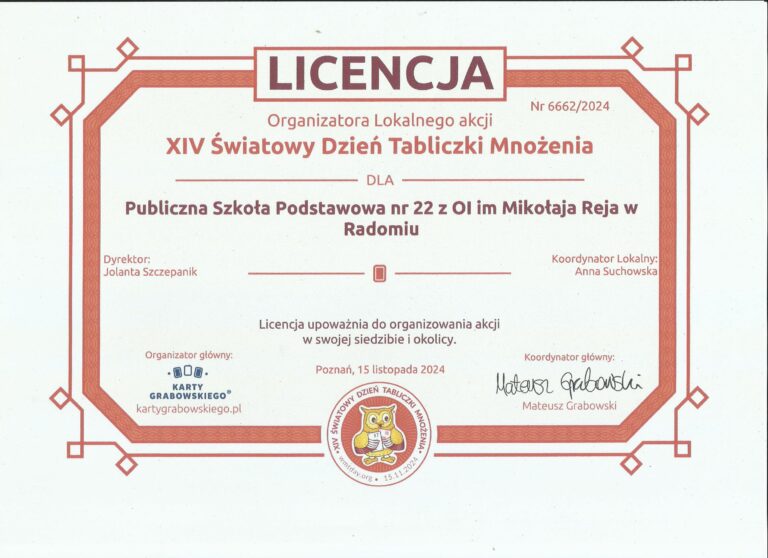 LICENCJA
Nr 6662/2024
Organizatora Lokalnego akcji
XIV Światowy Dzień Tabliczki Mnożenia
DLA
Publiczna Szkoła Podstawowa nr 22 z OI im Mikołaja Reja w
Radomiu
Dyrektor:
Jolanta Szczepanik
Koordynator Lokalny:
Anna Suchowska
Licencja upoważnia do organizowania akcji
w swojej siedzibie i okolicy.
Organizator główny:
KARTY
GRABOWSKIEGO®
kartygrabowskiego.pl
Poznań, 15 listopada 2024
Koordynator główny:
Mateusz Grabowski
Mateusz Grabowski
XIV ŚWIATOWY DZIEŃ TABLICZKI MNOŻENIA
wmtday.org • 15.11.2024